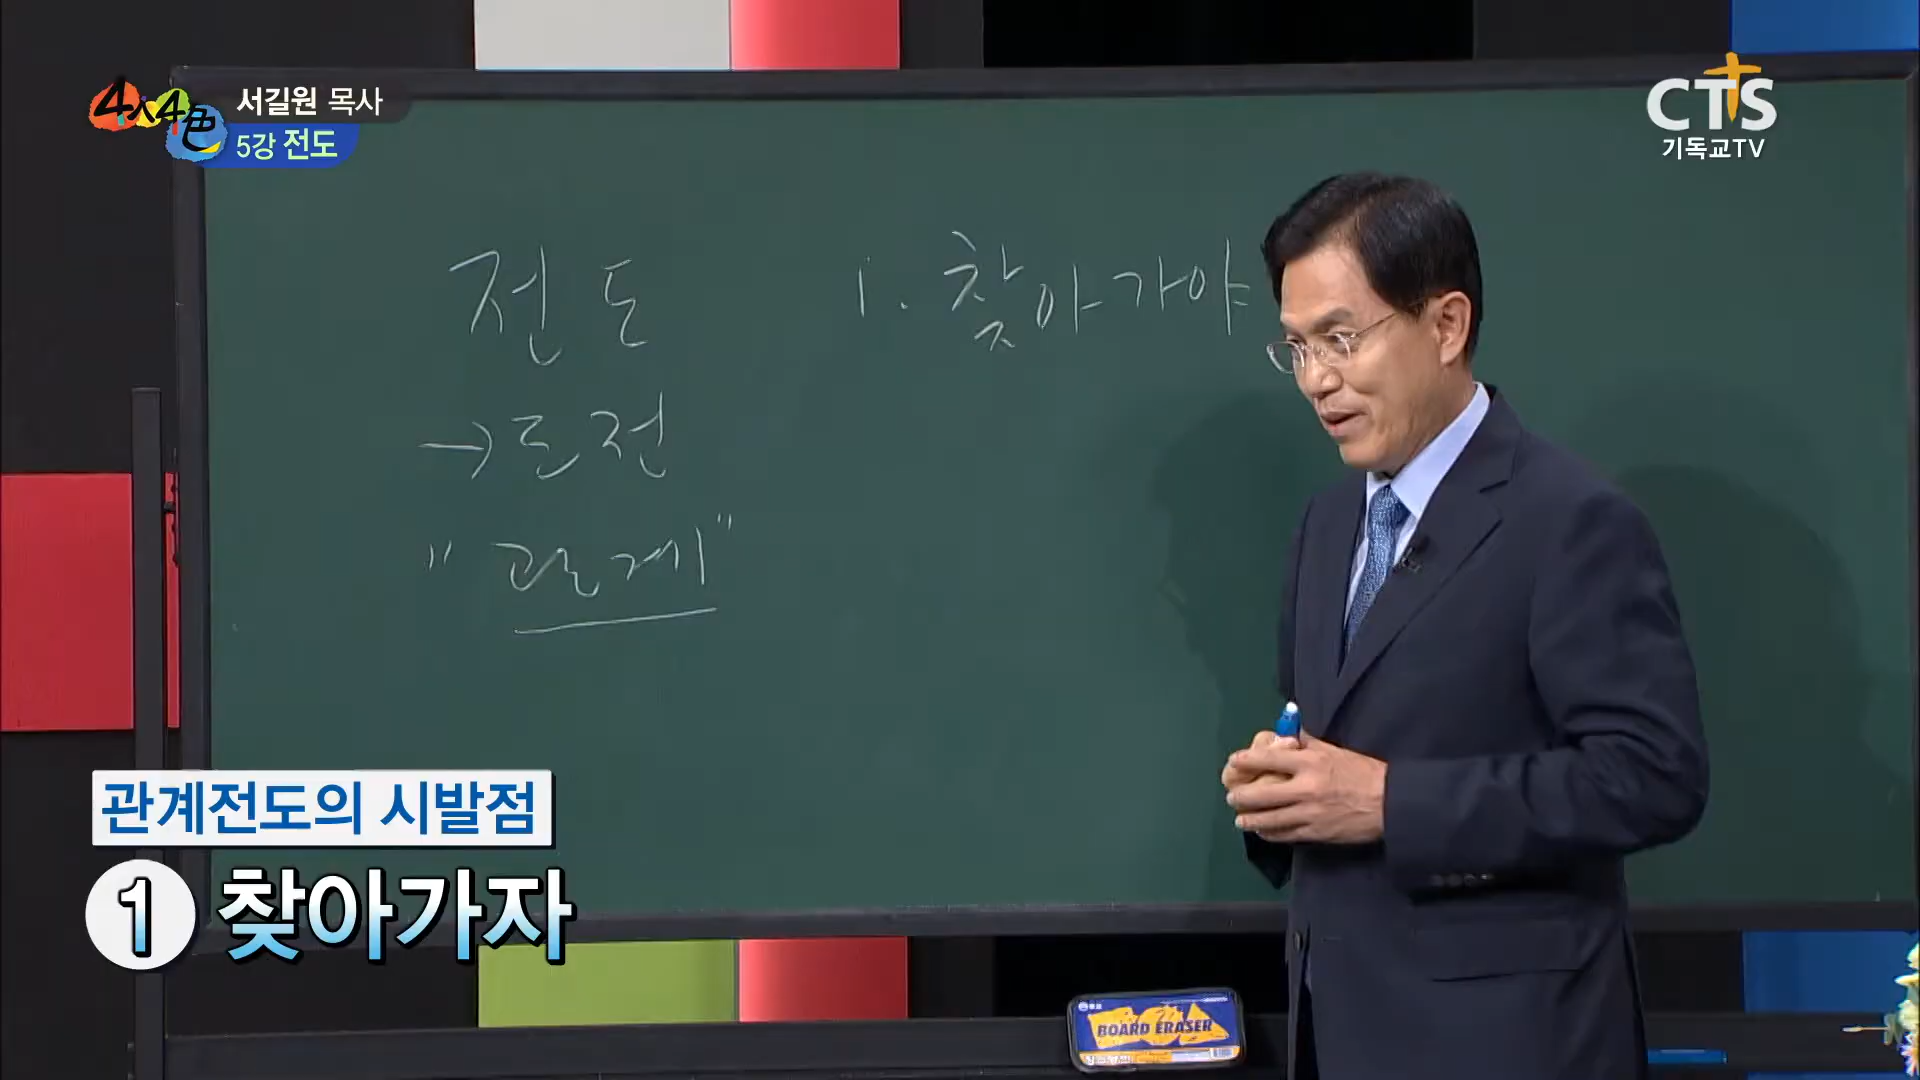 4人4色
서길원 목사
5강 전도
CTS
기독교TV
전도
→도전
"관계"
1. 찾아가야
관계전도의 시발점
1 찾아가자
BOARD ERASER